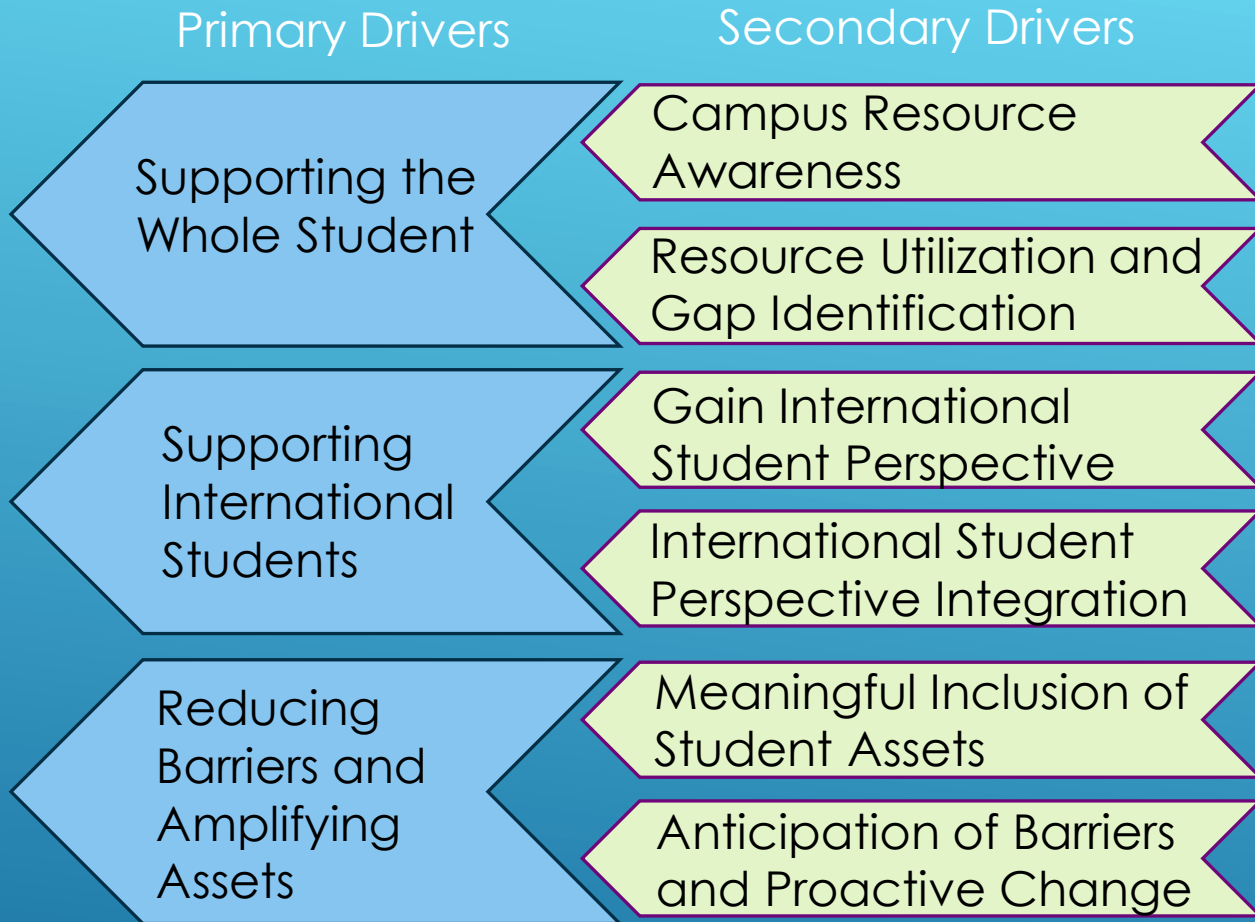 Primary Drivers
Secondary Drivers
Supporting the
Whole Student
Campus Resource
Awareness
Resource Utilization and
Gap Identification
Supporting
International
Students
Gain International
Student Perspective
International Student
Perspective Integration
Reducing
Barriers and
Amplifying
Assets
Meaningful Inclusion of
Student Assets
Anticipation of Barriers
and Proactive Change